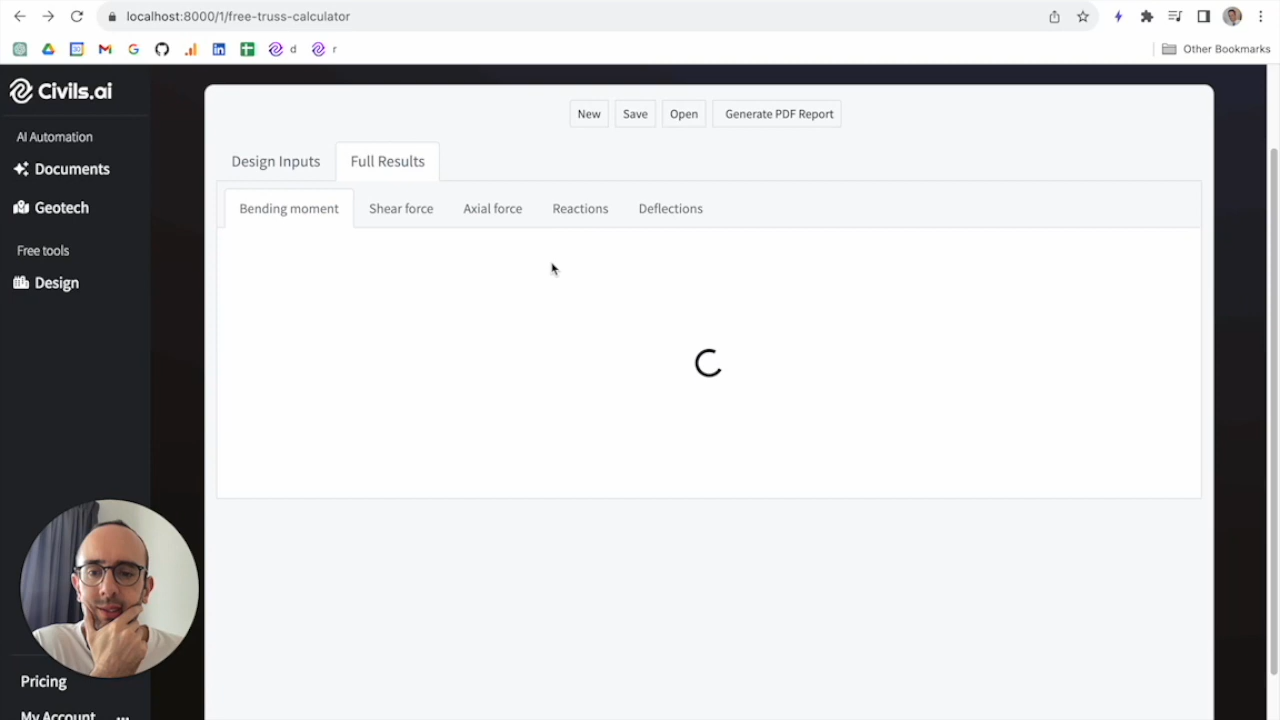 localhost:8000/1/free-truss-calculator
d
r
Other Bookmarks
Civils.ai
AI Automation
Documents
Geotech
Free tools
Design
Pricing
My Account
...
New
Save
Open
Generate PDF Report
Design Inputs
Full Results
Bending moment
Shear force
Axial force
Reactions
Deflections